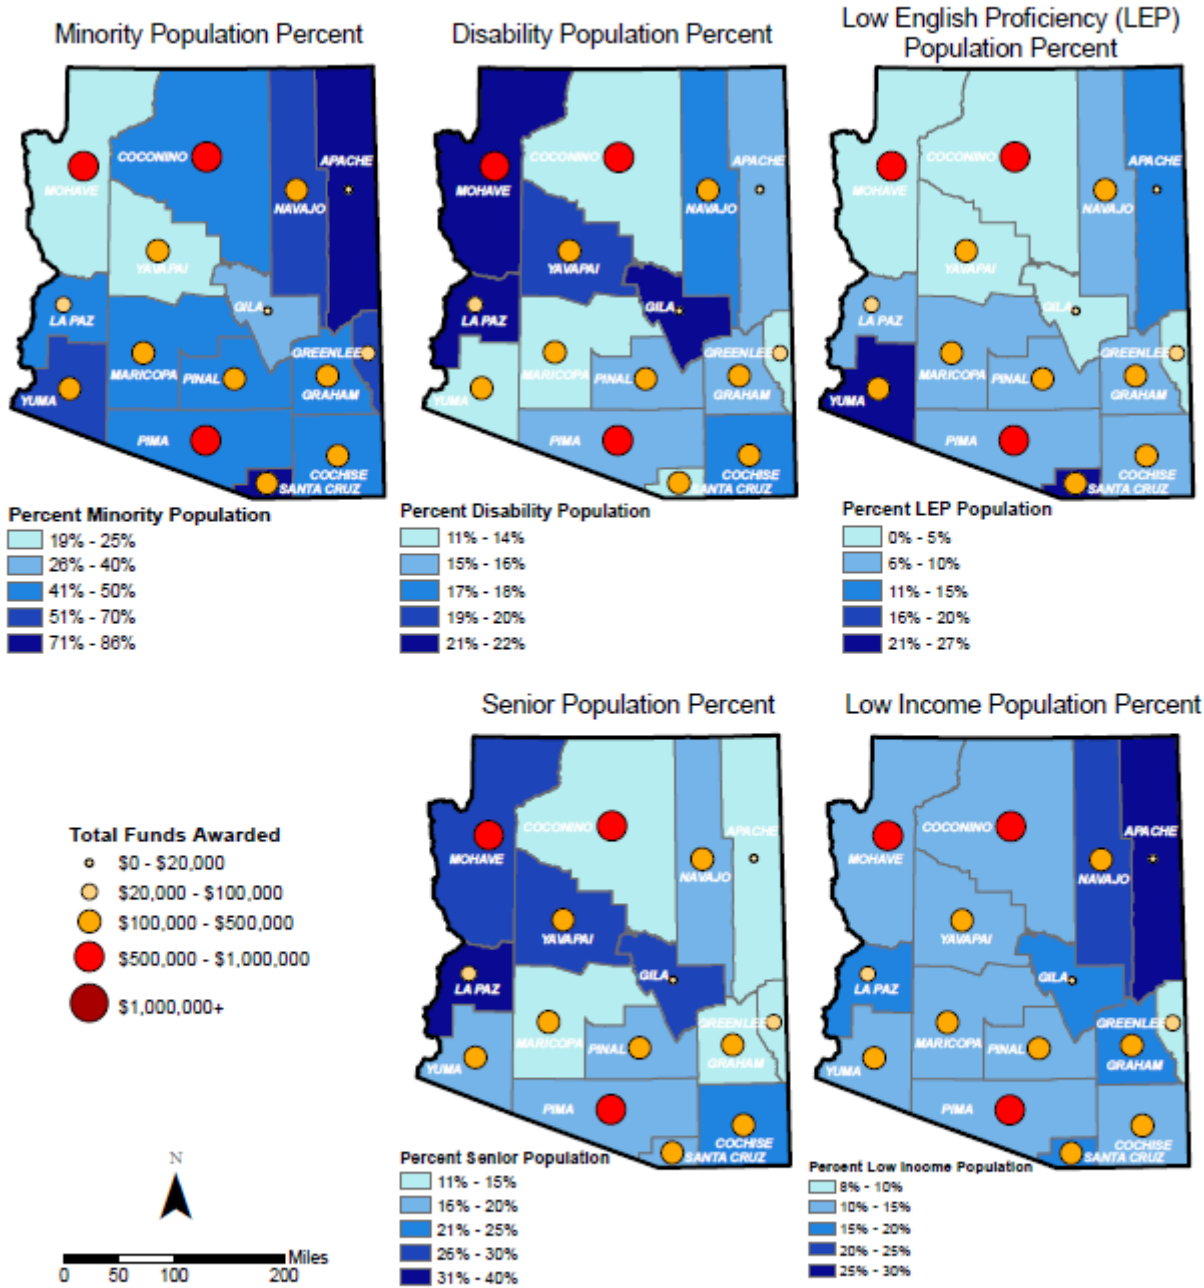 Minority Population Percent
COCONINO
APACHE
MOHAVE
NAVAJO
YAVAPAI
GILA
LA PAZ
GREENLEE
MARICOPA
PINAL
GRAHAM
YUMA
PIMA
COCHISE
SANTA CRUZ
Percent Minority Population
19% - 25%
26% - 40%
41% - 50%
51% - 70%
71% - 86%
Disability Population Percent
COCONINO
APACHE
MOHAVE
NAVAJO
YAVAPAI
GILA
LA PAZ
GREENLEE
MARICOPA
PINAL
GRAHAM
YUMA
PIMA
COCHISE
SANTA CRUZ
Percent Disability Population
11% - 14%
15% - 16%
17% - 18%
19% - 20%
21% - 22%
Low English Proficiency (LEP)
Population Percent
COCONINO
APACHE
MOHAVE
NAVAJO
YAVAPAI
GILA
LA PAZ
GREENLEE
MARICOPA
PINAL
GRAHAM
YUMA
PIMA
COCHISE
SANTA CRUZ
Percent LEP Population
0% - 5%
6% - 10%
11% - 15%
16% - 20%
21% - 27%
Total Funds Awarded
$0 - $20,000
$20,000 - $100,000
$100,000 - $500,000
$500,000 - $1,000,000
$1,000,000+
N
Miles
0 50 100 200
Senior Population Percent
COCONINO
APACHE
MOHAVE
NAVAJO
YAVAPAI
GILA
LA PAZ
GREENLEE
MARICOPA
PINAL
GRAHAM
YUMA
PIMA
COCHISE
SANTA CRUZ
Percent Senior Population
11% - 15%
16% - 20%
21% - 25%
26% - 30%
31% - 40%
Low Income Population Percent
COCONINO
APACHE
MOHAVE
NAVAJO
YAVAPAI
GILA
LA PAZ
GREENLEE
MARICOPA
PINAL
GRAHAM
YUMA
PIMA
COCHISE
SANTA CRUZ
Percent Low Income Population
8% - 10%
10% - 15%
15% - 20%
20% - 25%
25% - 30%